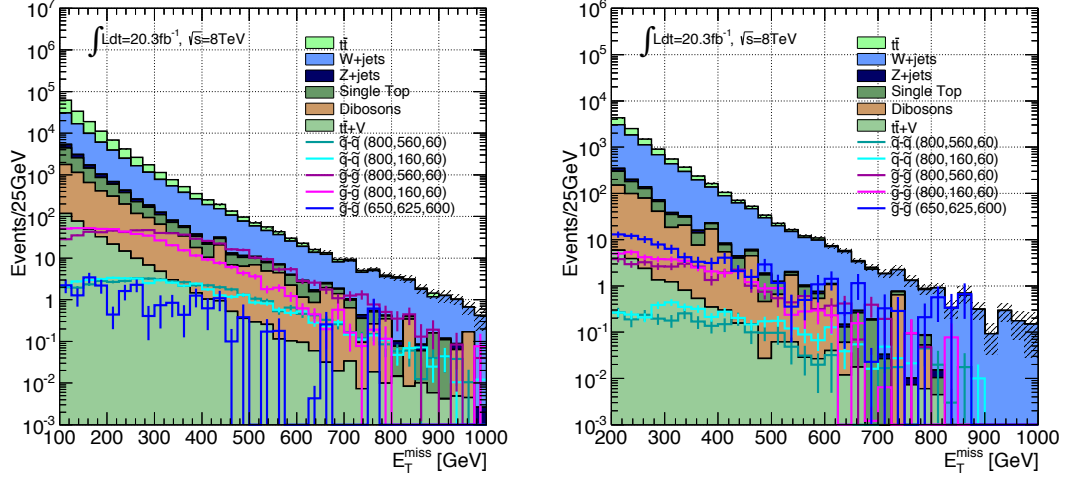 ∫Ldt=20.3fb⁻¹, √s=8TeV
tt̄
W+jets
Z+jets
Single Top
Dibosons
tt̄+V
q̃-q̃ (800,560,60)
q̃-q̃ (800,160,60)
g̃-g̃ (800,560,60)
g̃-g̃ (800,160,60)
g̃-g̃ (650,625,600)
Events/25GeV
10⁶
10⁵
10⁴
10³
10²
10
1
10⁻¹
10⁻²
10⁻³
100 200 300 400 500 600 700 800 900 1000
E_T^miss [GeV]
∫Ldt=20.3fb⁻¹, √s=8TeV
tt̄
W+jets
Z+jets
Single Top
Dibosons
tt̄+V
q̃-q̃ (800,560,60)
q̃-q̃ (800,160,60)
g̃-g̃ (800,560,60)
g̃-g̃ (800,160,60)
g̃-g̃ (650,625,600)
Events/25GeV
10⁶
10⁵
10⁴
10³
10²
10
1
10⁻¹
10⁻²
10⁻³
200 300 400 500 600 700 800 900 1000
E_T^miss [GeV]